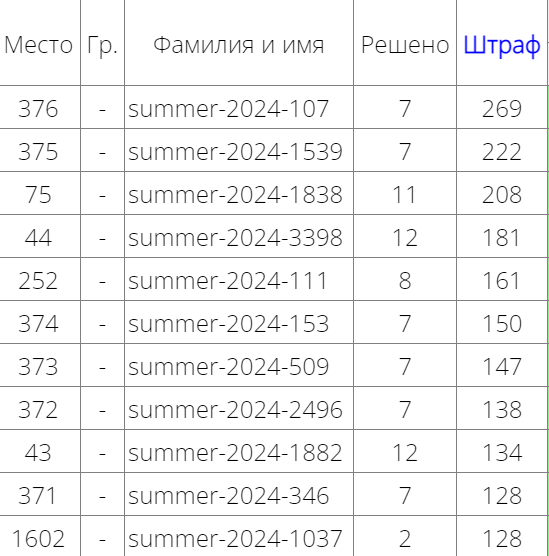 Место Гр. Фамилия и имя Решено Штраф
376 - summer-2024-107 7 269
375 - summer-2024-1539 7 222
75 - summer-2024-1838 11 208
44 - summer-2024-3398 12 181
252 - summer-2024-111 8 161
374 - summer-2024-153 7 150
373 - summer-2024-509 7 147
372 - summer-2024-2496 7 138
43 - summer-2024-1882 12 134
371 - summer-2024-346 7 128
1602 - summer-2024-1037 2 128